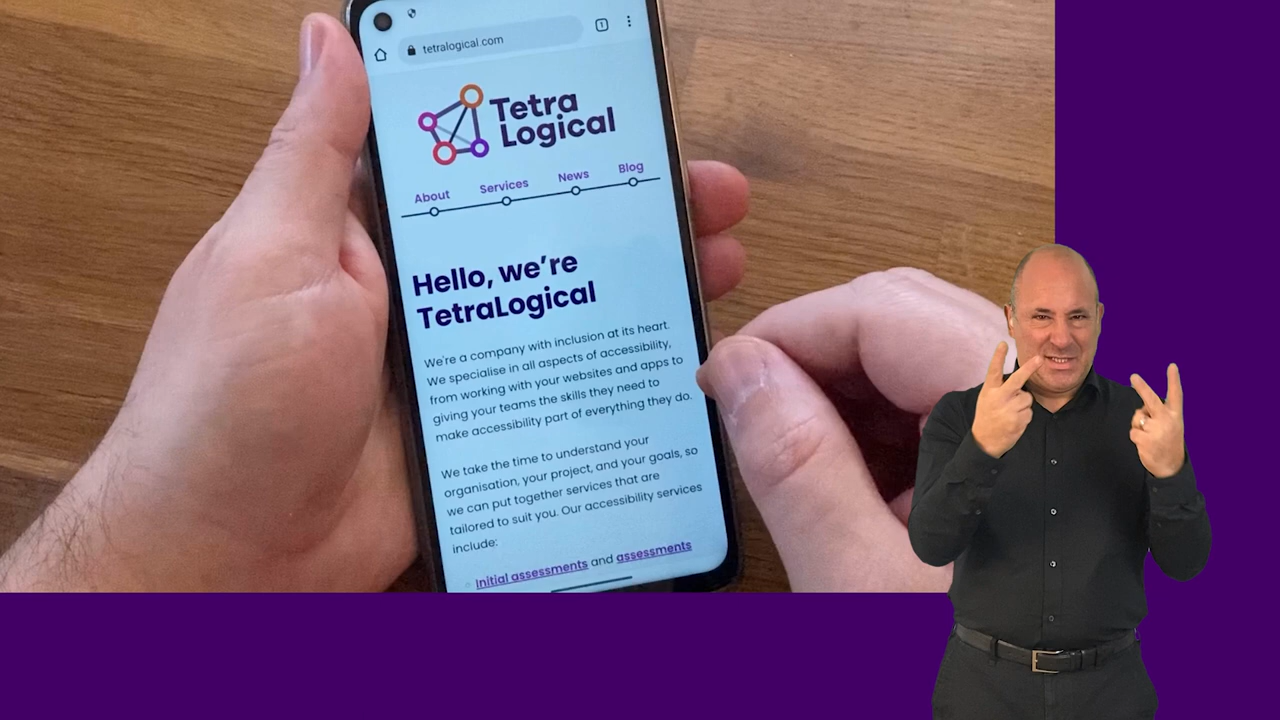 1
tetralogical.com
Tetra
Logical
About Services News Blog
Hello, we're
TetraLogical
We're a company with inclusion at its heart.
We specialise in all aspects of accessibility,
from working with your websites and apps to
giving your teams the skills they need to
make accessibility part of everything they do.
We take the time to understand your
organisation, your project, and your goals, so
we can put together services that are
tailored to suit you. Our accessibility services
include:
Initial assessments and assessments